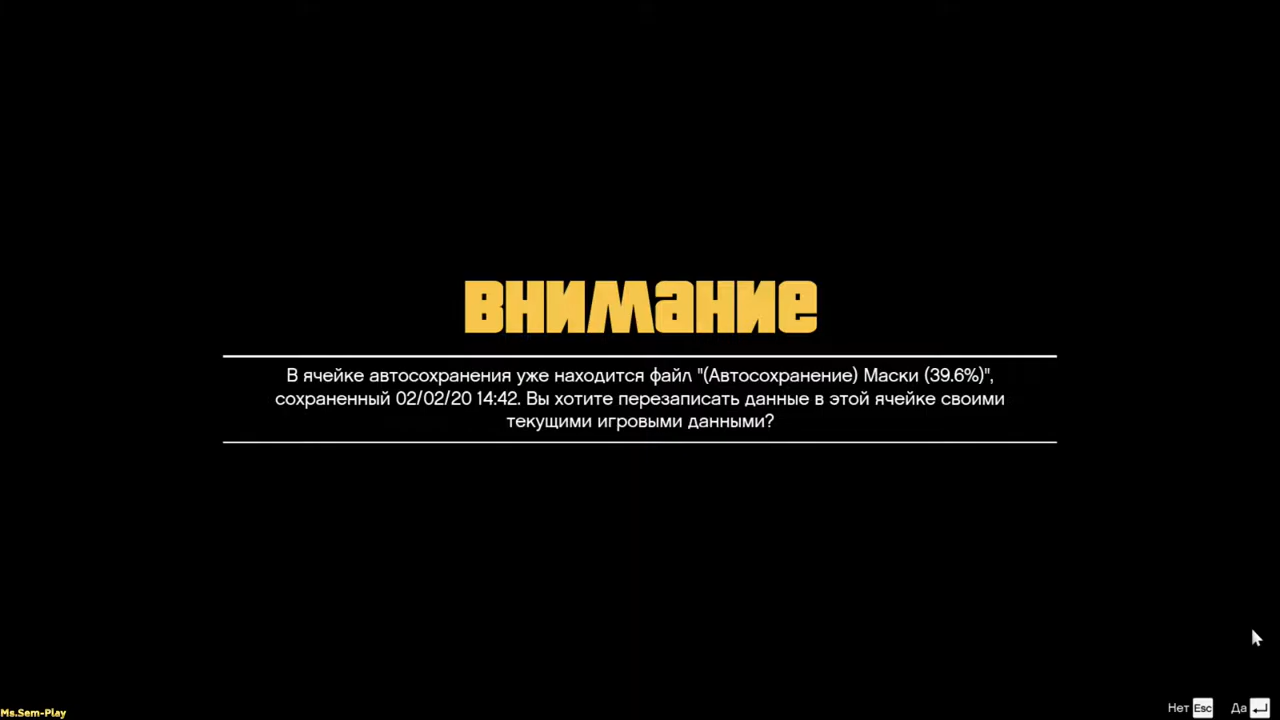 внимание
В ячейке автосохранения уже находится файл "(Автосохранение) Маски (39.6%)",
сохраненный 02/02/20 14:42. Вы хотите перезаписать данные в этой ячейке своими
текущими игровыми данными?
Ms.Sem-Play
Нет Esc Да